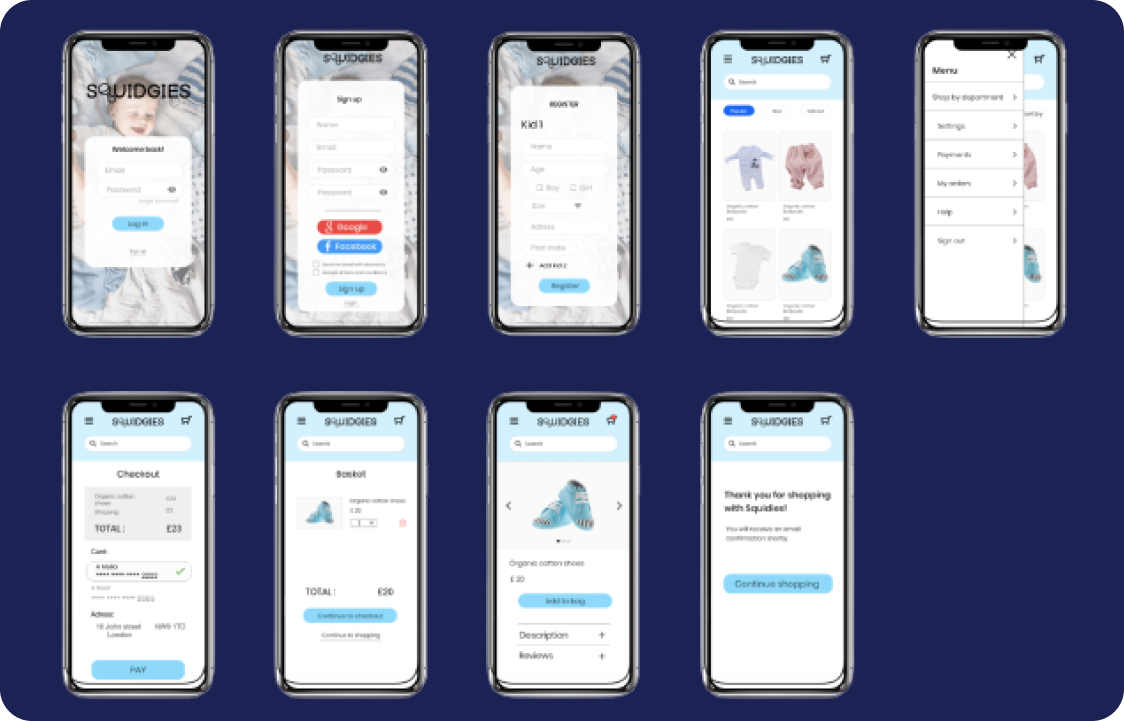 SQUIDGIES
Welcome back!
Email
Password
Forgot password?
Log in
Sign up
SQUIDGIES
Sign up
Name
Email
Password
Password
Google
Facebook
Sign up
Login
SQUIDGIES
REGISTER
Kid 1
Name
Age
Boy Girl
Size
Adress
Post code
+ Add kid 2
Register
SQUIDGIES
Search
Popular
New
Organic cotton
Organic cotton
Organic cotton
Organic cotton
Menu
Shop by department
Settings
Payments
My orders
Help
Sign out
sort by
SQUIDGIES
Search
Checkout
Organic cotton
shoes
Shipping
TOTAL: £23
Card:
**** **** **** 9999
**** **** **** 9999
Adress:
10 John street
London
PAY
SQUIDGIES
Search
Basket
Organic cotton shoes
£ 20
1
TOTAL: £20
Continue to checkout
Continue to shopping
SQUIDGIES
Search
Organic cotton shoes
£ 20
Add to bag
Description +
Reviews +
SQUIDGIES
Search
Thank you for shopping
with Squidies!
You will receive an email
confirmation shortly.
Continue shopping